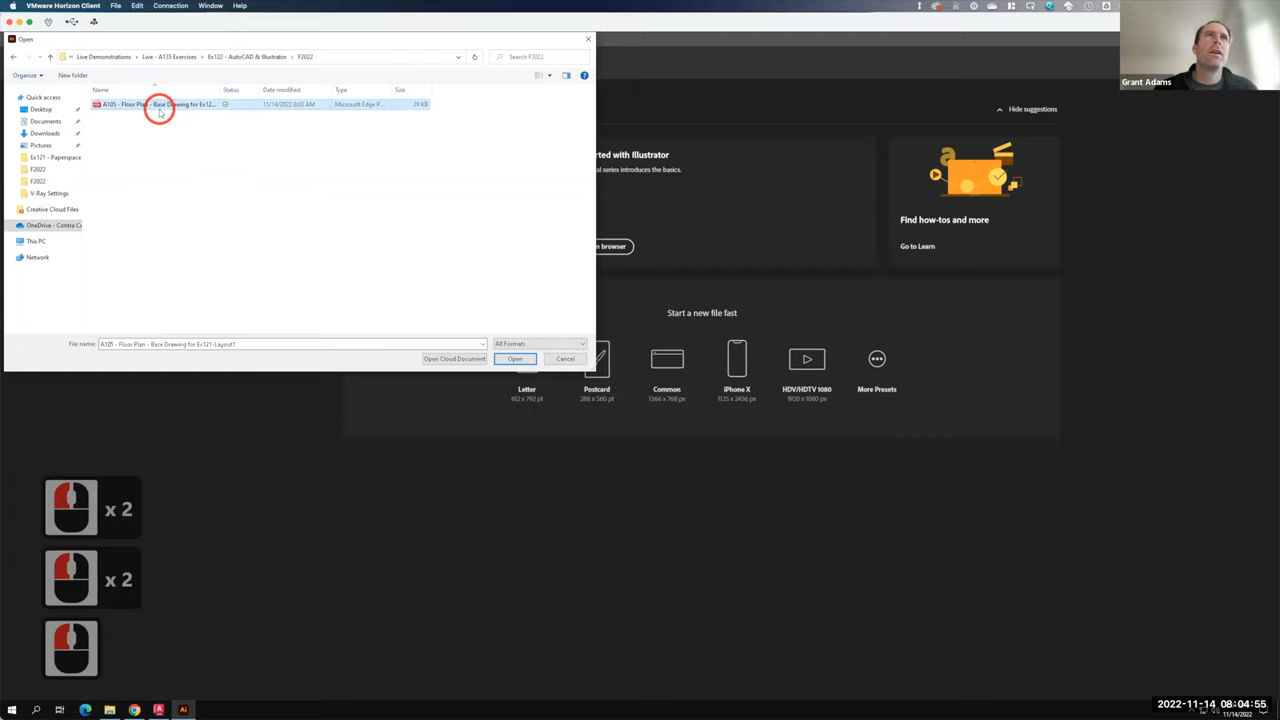 VMware Horizon Client File Edit Connection Window Help
Open
Live Demonstrations > Live - A135 Exercises > Ex122 - AutoCAD & Illustrator > F2022
Search F2022
Organize
New folder
Name
Status
Date modified
Type
Size
A105 - Floor Plan - Base Drawing for Ex12...
11/14/2022 8:03 AM
Microsoft Edge P...
29 KB
Quick access
Desktop
Documents
Downloads
Pictures
Ex121 - Paperspace
F2022
F2022
V-Ray Settings
Creative Cloud Files
OneDrive - Contra Co
This PC
Network
File name:
A105 - Floor Plan - Base Drawing for Ex121-Layout1
All Formats
Open Cloud Document
Open
Cancel
Grant Adams
Hide suggestions
rted with Illustrator
al series introduces the basics.
n browser
Find how-tos and more
Go to Learn
Start a new file fast
Letter
612 x 792 pt
Postcard
288 x 560 pt
Common
1366 x 768 px
iPhone X
1125 x 2436 px
HDV/HDTV 1080
1920 x 1080 px
More Presets
x 2
x 2
Ai
2022-11-14 08:04:55
11/14/2022